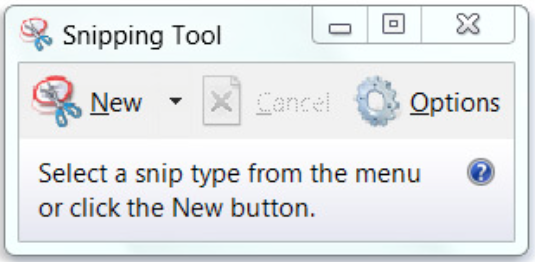 Snipping Tool
New Cancel Options
Select a snip type from the menu
or click the New button.